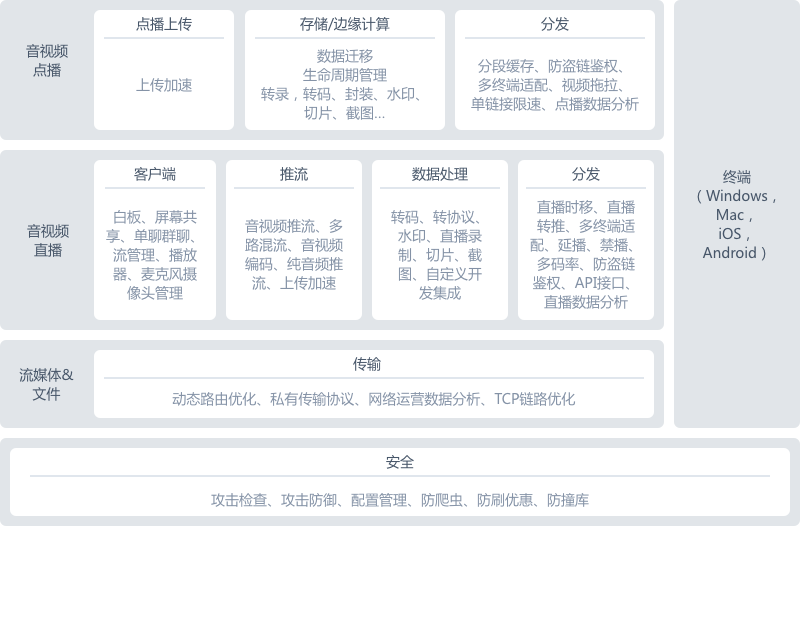 音视频
点播
点播上传
上传加速
存储/边缘计算
数据迁移
生命周期管理
转录，转码、封装、水印、
切片、截图...
分发
分段缓存、防盗链鉴权、
多终端适配、视频拖拉、
单链接限速、点播数据分析
音视频
直播
客户端
白板、屏幕共
享、单聊群聊、
流管理、播放
器、麦克风摄
像头管理
推流
音视频推流、多
路混流、音视频
编码、纯音频推
流、上传加速
数据处理
转码、转协议、
水印、直播录
制、切片、截
图、自定义开
发集成
分发
直播时移、直播
转推、多终端适
配、延播、禁播、
多码率、防盗链
鉴权、API接口、
直播数据分析
流媒体&
文件
传输
动态路由优化、私有传输协议、网络运营数据分析、TCP链路优化
终端
（Windows，
Mac，
iOS，
Android）
安全
攻击检查、攻击防御、配置管理、防爬虫、防刷优惠、防撞库